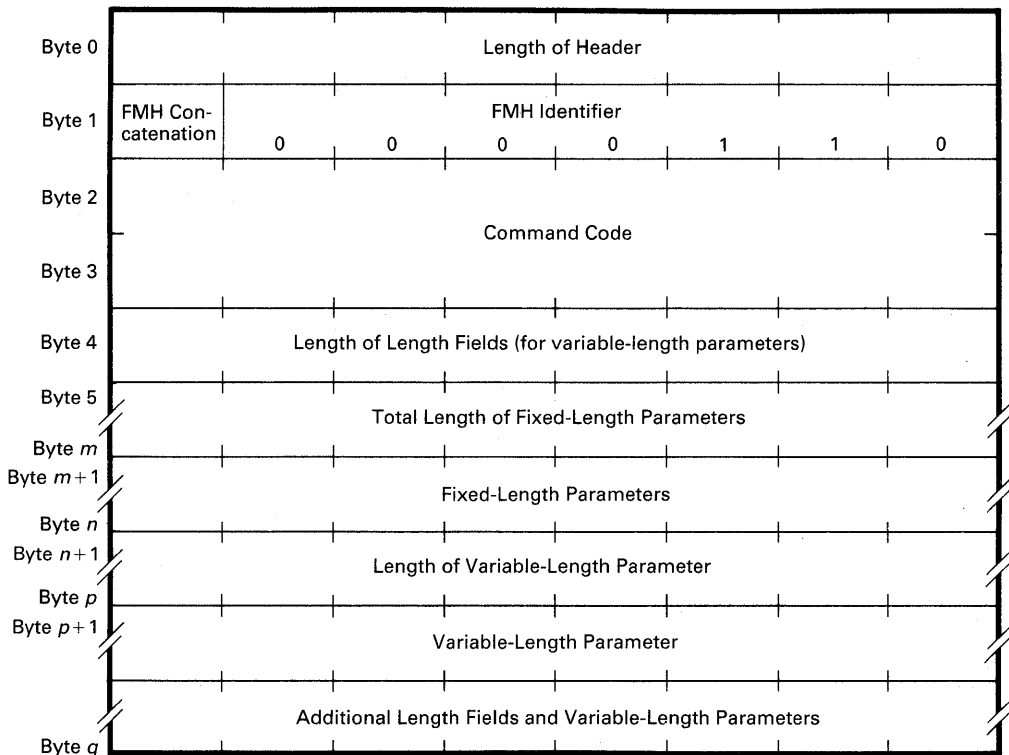 Byte 0
Length of Header
Byte 1
FMH Con-
catenation
FMH Identifier
0 0 0 0 1 1 0
Byte 2
Command Code
Byte 3
Byte 4
Length of Length Fields (for variable-length parameters)
Byte 5
Total Length of Fixed-Length Parameters
Byte m
Byte m+1
Fixed-Length Parameters
Byte n
Byte n+1
Length of Variable-Length Parameter
Byte p
Byte p+1
Variable-Length Parameter
Additional Length Fields and Variable-Length Parameters
Byte q